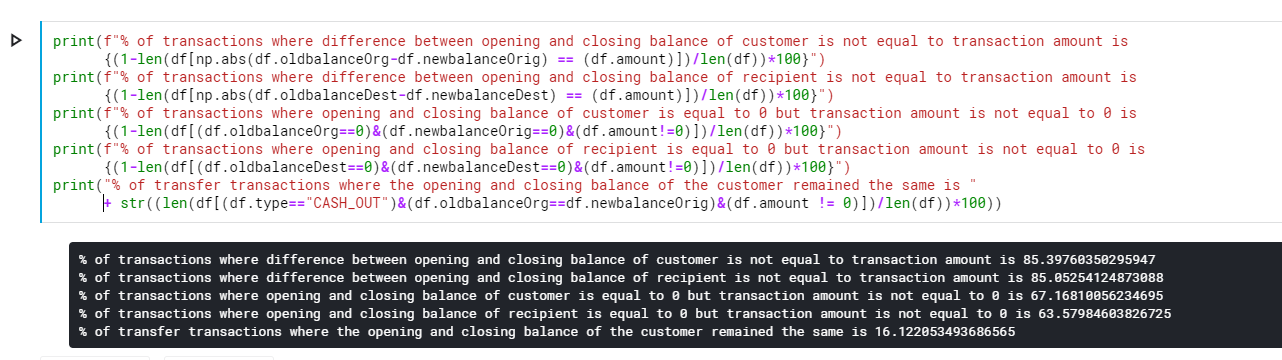 print(f"% of transactions where difference between opening and closing balance of customer is not equal to transaction amount is
{(1-len(df[np.abs(df.oldbalanceOrg-df.newbalanceOrig) == (df.amount)])/len(df))*100}")
print(f"% of transactions where difference between opening and closing balance of recipient is not equal to transaction amount is
{(1-len(df[np.abs(df.oldbalanceDest-df.newbalanceDest) == (df.amount)])/len(df))*100}")
print(f"% of transactions where opening and closing balance of customer is equal to 0 but transaction amount is not equal to 0 is
{(1-len(df[(df.oldbalanceOrg==0)&(df.newbalanceOrig==0)&(df.amount!=0)])/len(df))*100}")
print(f"% of transactions where opening and closing balance of recipient is equal to 0 but transaction amount is not equal to 0 is
{(1-len(df[(df.oldbalanceDest==0)&(df.newbalanceDest==0)&(df.amount!=0)])/len(df))*100}")
print("% of transfer transactions where the opening and closing balance of the customer remained the same is "
+ str((len(df[(df.type=="CASH_OUT")&(df.oldbalanceOrg==df.newbalanceOrig)&(df.amount != 0)])/len(df))*100))
% of transactions where difference between opening and closing balance of customer is not equal to transaction amount is 85.39760350295947
% of transactions where difference between opening and closing balance of recipient is not equal to transaction amount is 85.05254124873088
% of transactions where opening and closing balance of customer is equal to 0 but transaction amount is not equal to 0 is 67.16810056234695
% of transactions where opening and closing balance of recipient is equal to 0 but transaction amount is not equal to 0 is 63.57984603826725
% of transfer transactions where the opening and closing balance of the customer remained the same is 16.122053493686565